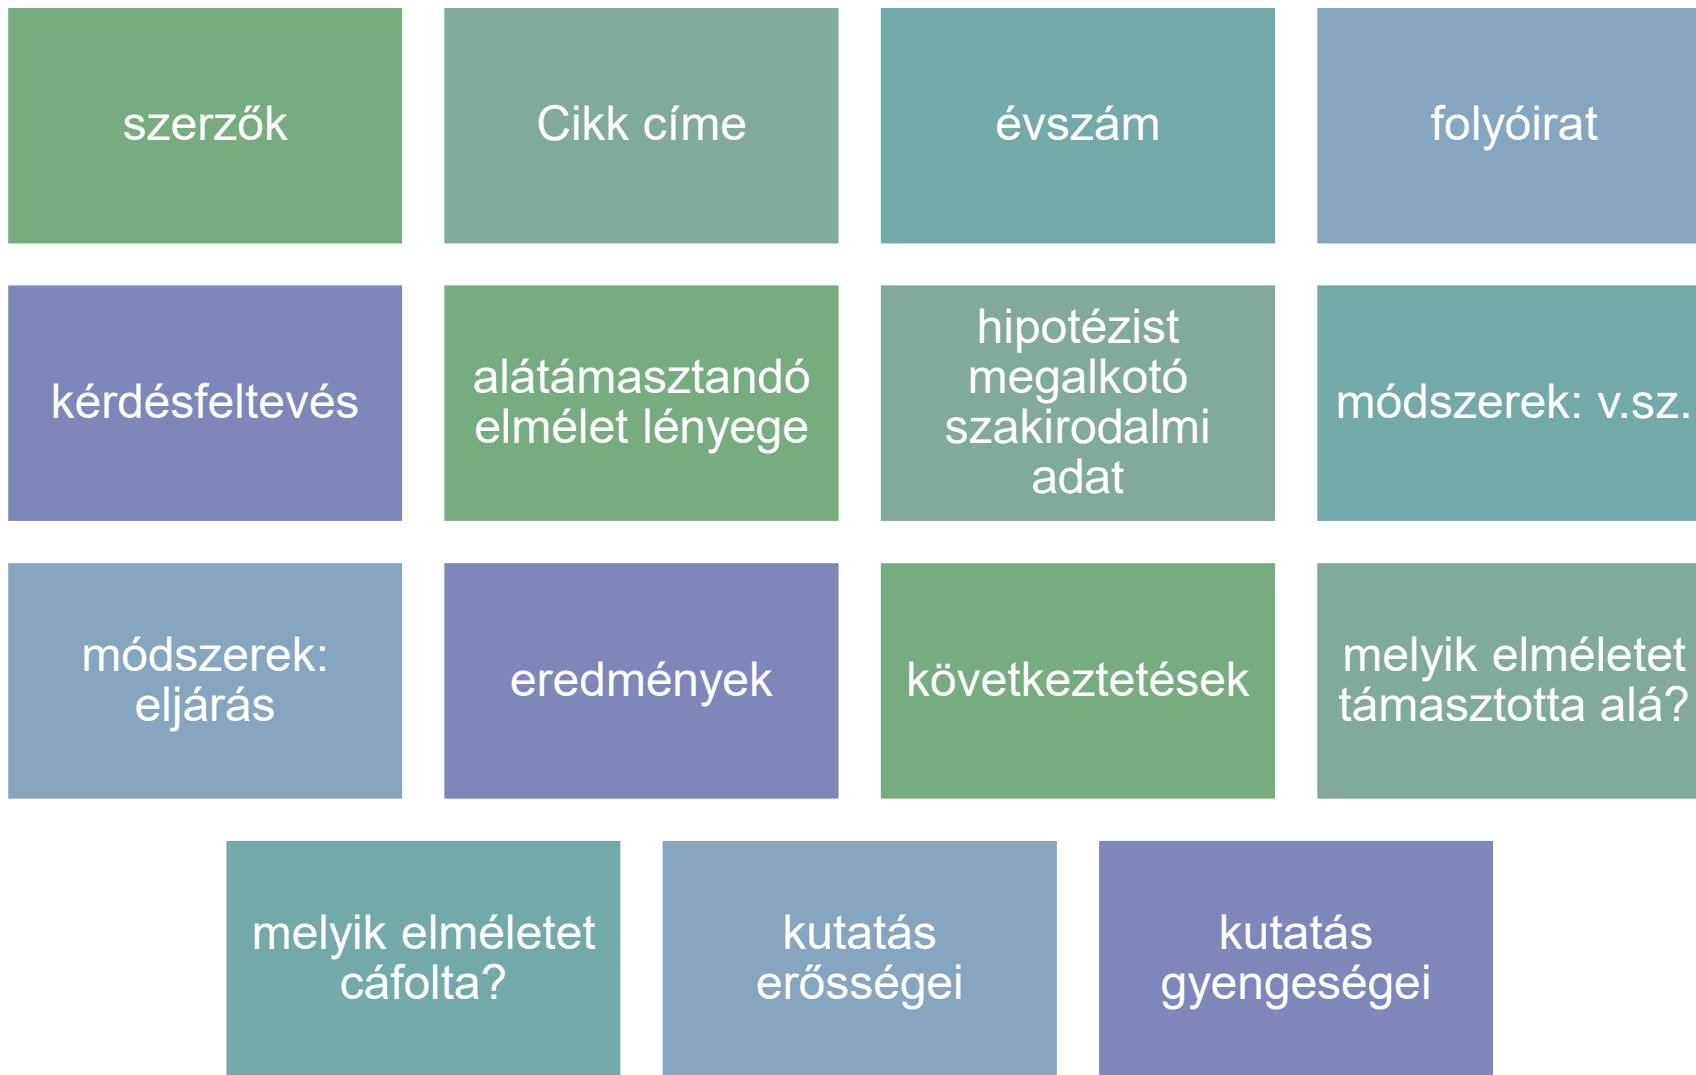 szerzők
Cikk címe
évszám
folyóirat
kérdésfeltevés
alátámasztandó
elmélet lényege
hipotézist
megalkotó
szakirodalmi
adat
módszerek: v.sz.
módszerek:
eljárás
eredmények
következtetések
melyik elméletet
támasztotta alá?
melyik elméletet
cáfolta?
kutatás
erősségei
kutatás
gyengeségei